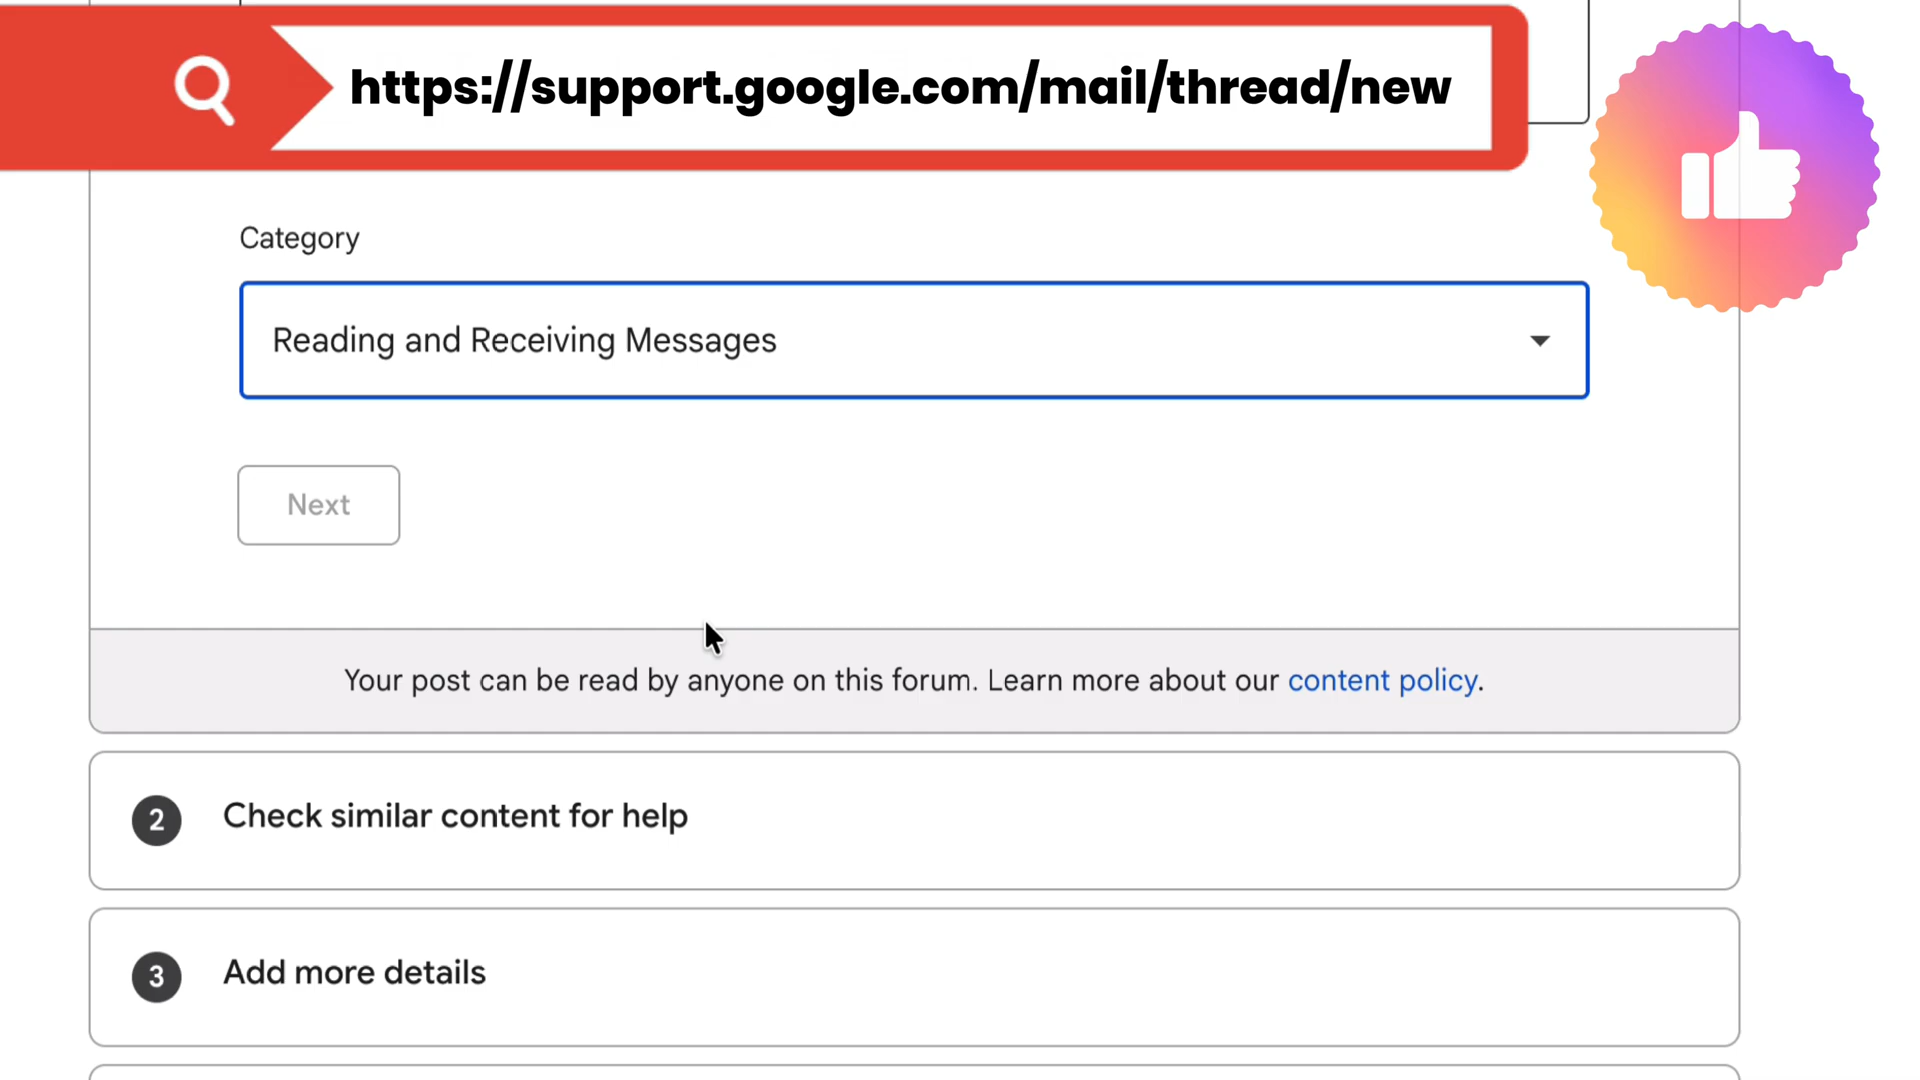 https://support.google.com/mail/thread/new
Category
Reading and Receiving Messages
Next
Your post can be read by anyone on this forum. Learn more about our content policy.
2 Check similar content for help
3 Add more details